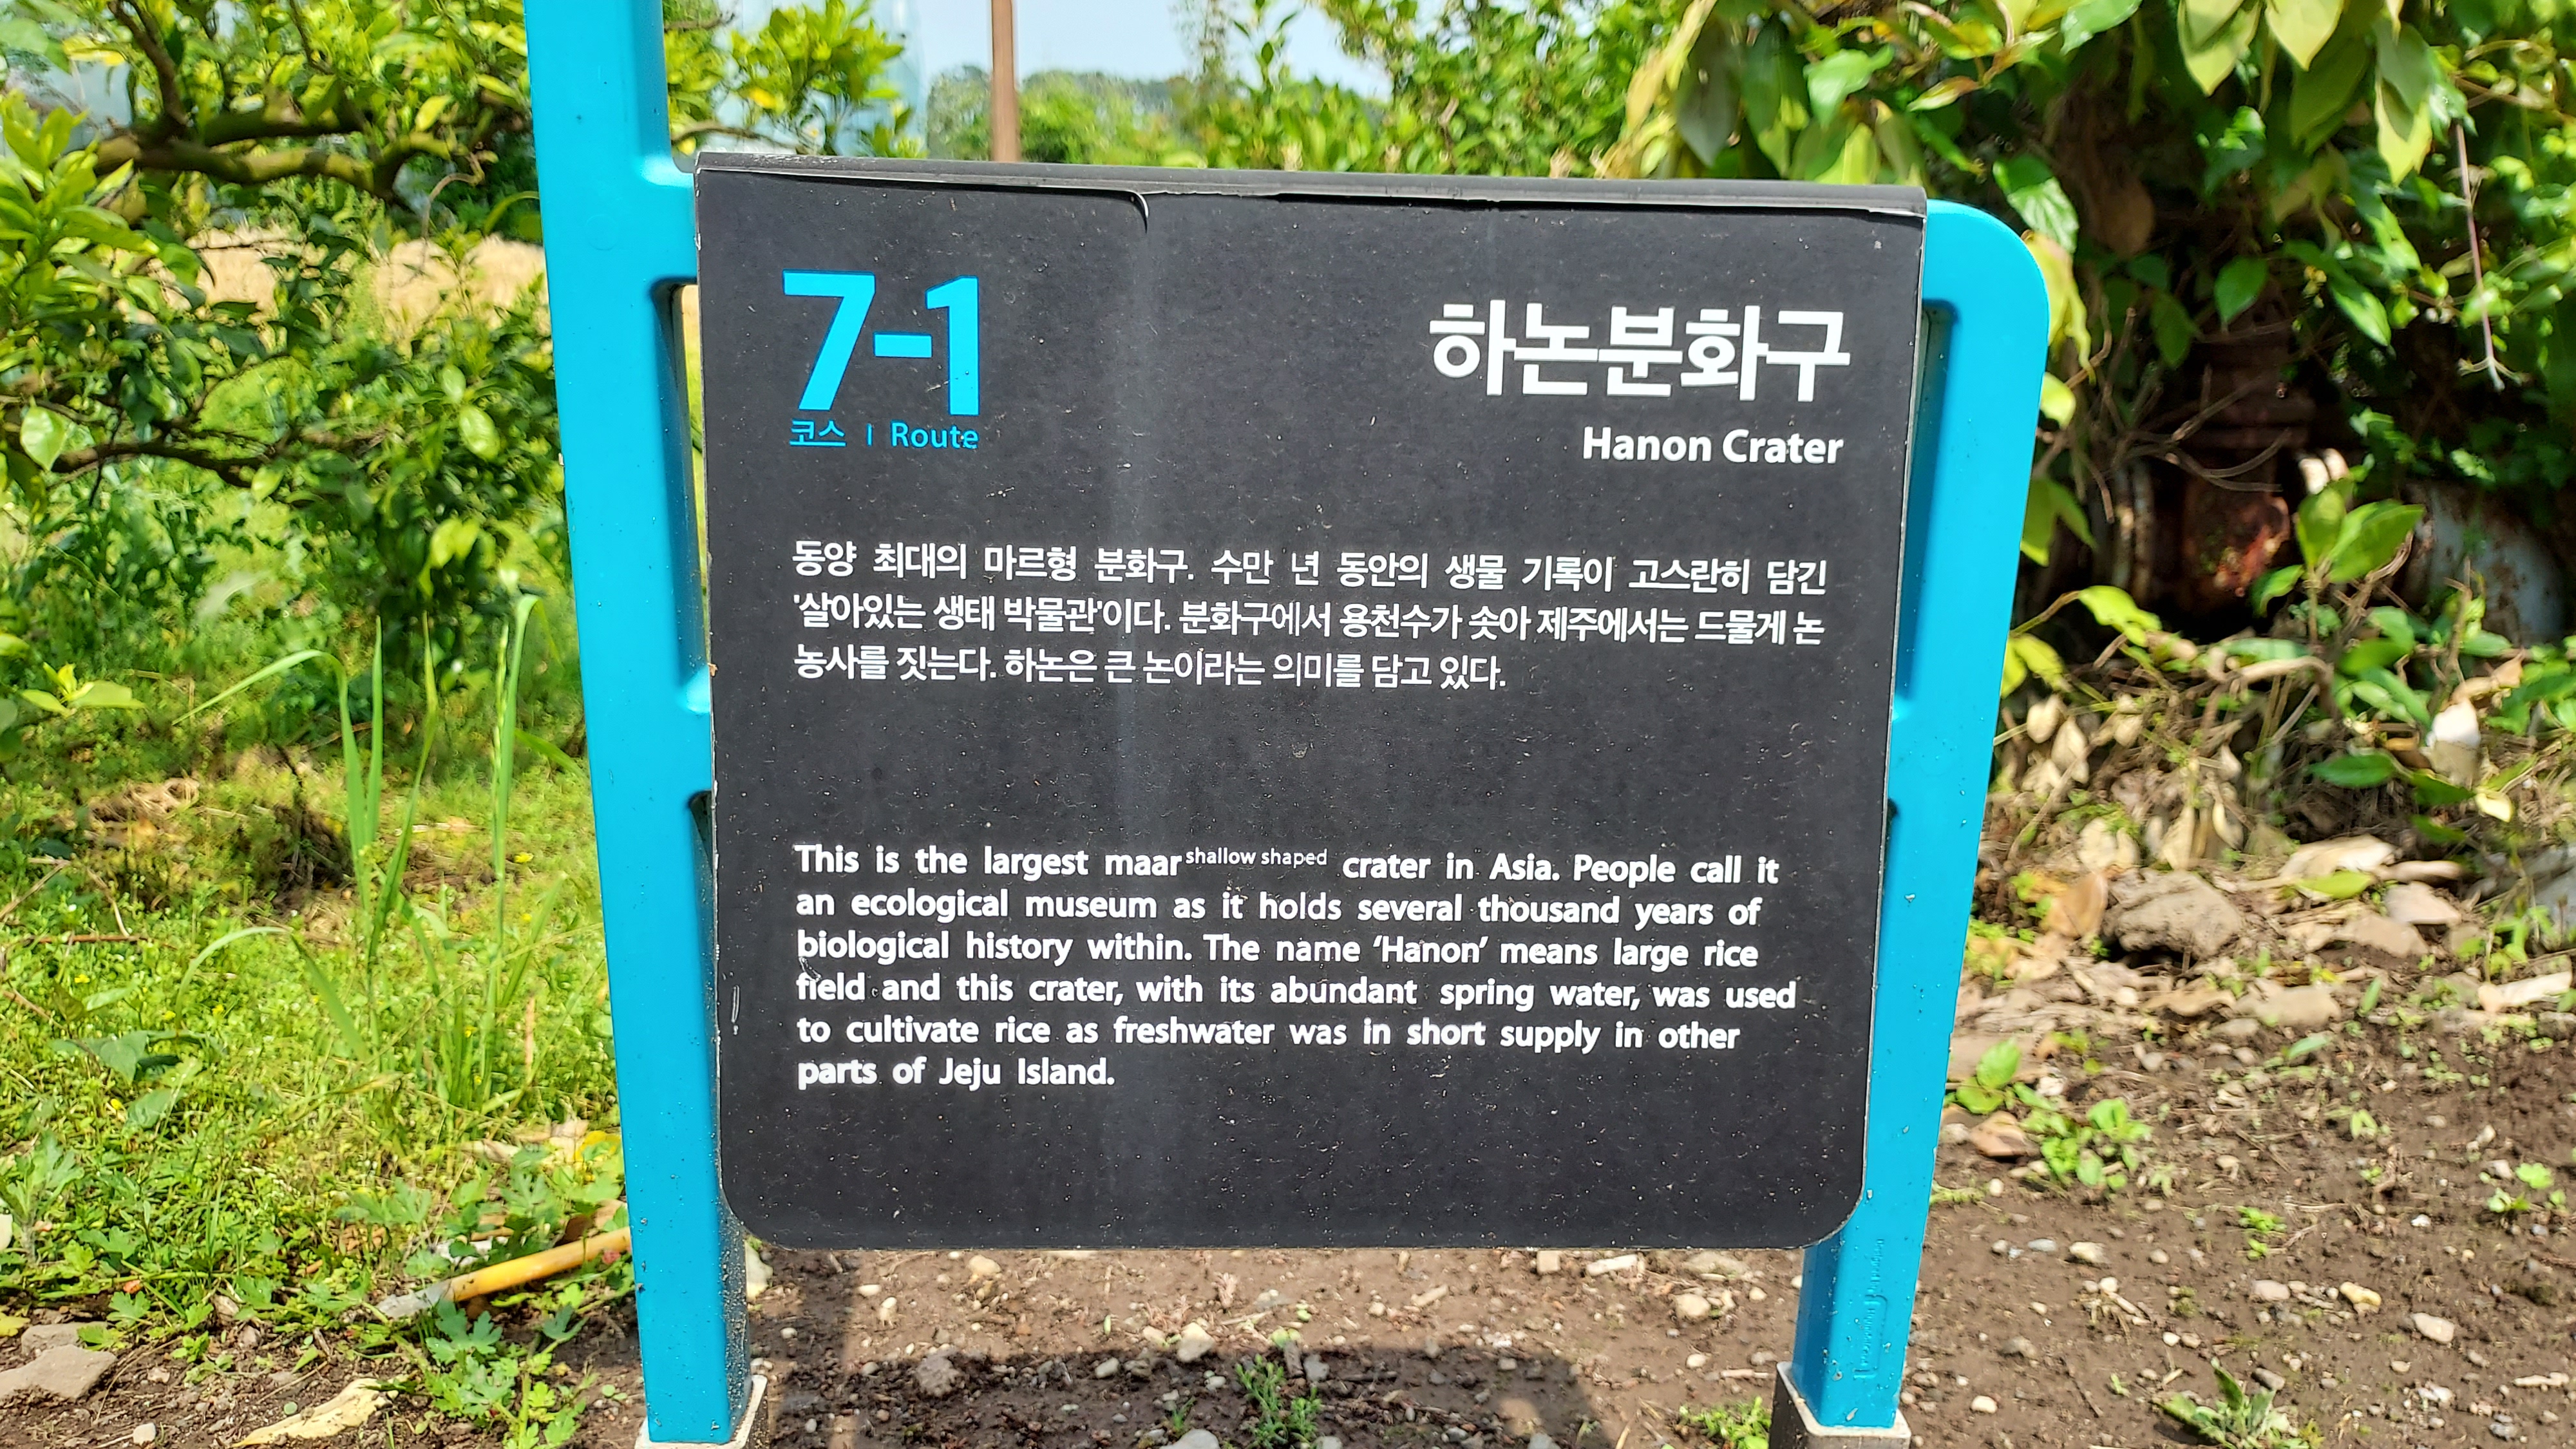 7-1
코스 | Route
하논분화구
Hanon Crater
동양 최대의 마르형 분화구. 수만 년 동안의 생물 기록이 고스란히 담긴
'살아있는 생태 박물관'이다. 분화구에서 용천수가 솟아 제주에서는 드물게 논
농사를 짓는다. 하논은 큰 논이라는 의미를 담고 있다.
This is the largest maar shallow shaped crater in Asia. People call it
an ecological museum as it holds several thousand years of
biological history within. The name ‘Hanon’ means large rice
field and this crater, with its abundant spring water, was used
to cultivate rice as freshwater was in short supply in other
parts of Jeju Island.